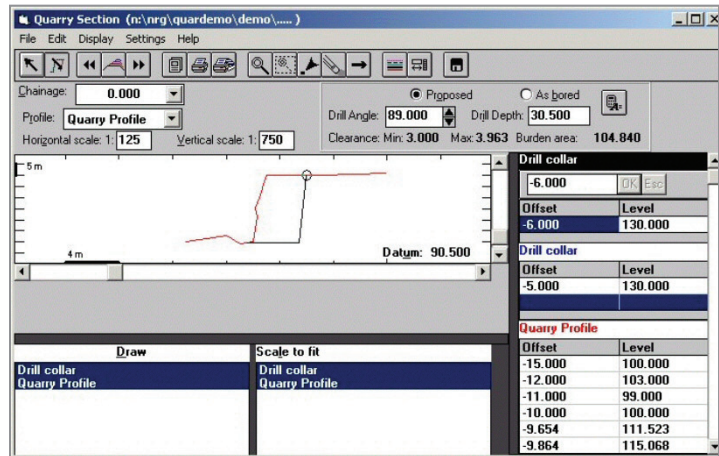 Quarry Section (n:\nrg\quardemo\demo\..... )
File Edit Display Settings Help
Chainage: 0.000
Profile: Quarry Profile
Horizontal scale: 1: 125 Vertical scale: 1: 750
Proposed As bored
Drill Angle: 89.000 Drill Depth: 30.500
Clearance: Min: 3.000 Max: 3.963 Burden area: 104.840
5 m
4 m
Datum: 90.500
Drill collar
-6.000 OK Esc
Offset Level
-6.000 130.000
Drill collar
Offset Level
-5.000 130.000
Quarry Profile
Offset Level
-15.000 100.000
-12.000 103.000
-11.000 99.000
-10.000 100.000
-9.654 111.523
-9.864 115.068
Draw
Drill collar
Quarry Profile
Scale to fit
Drill collar
Quarry Profile